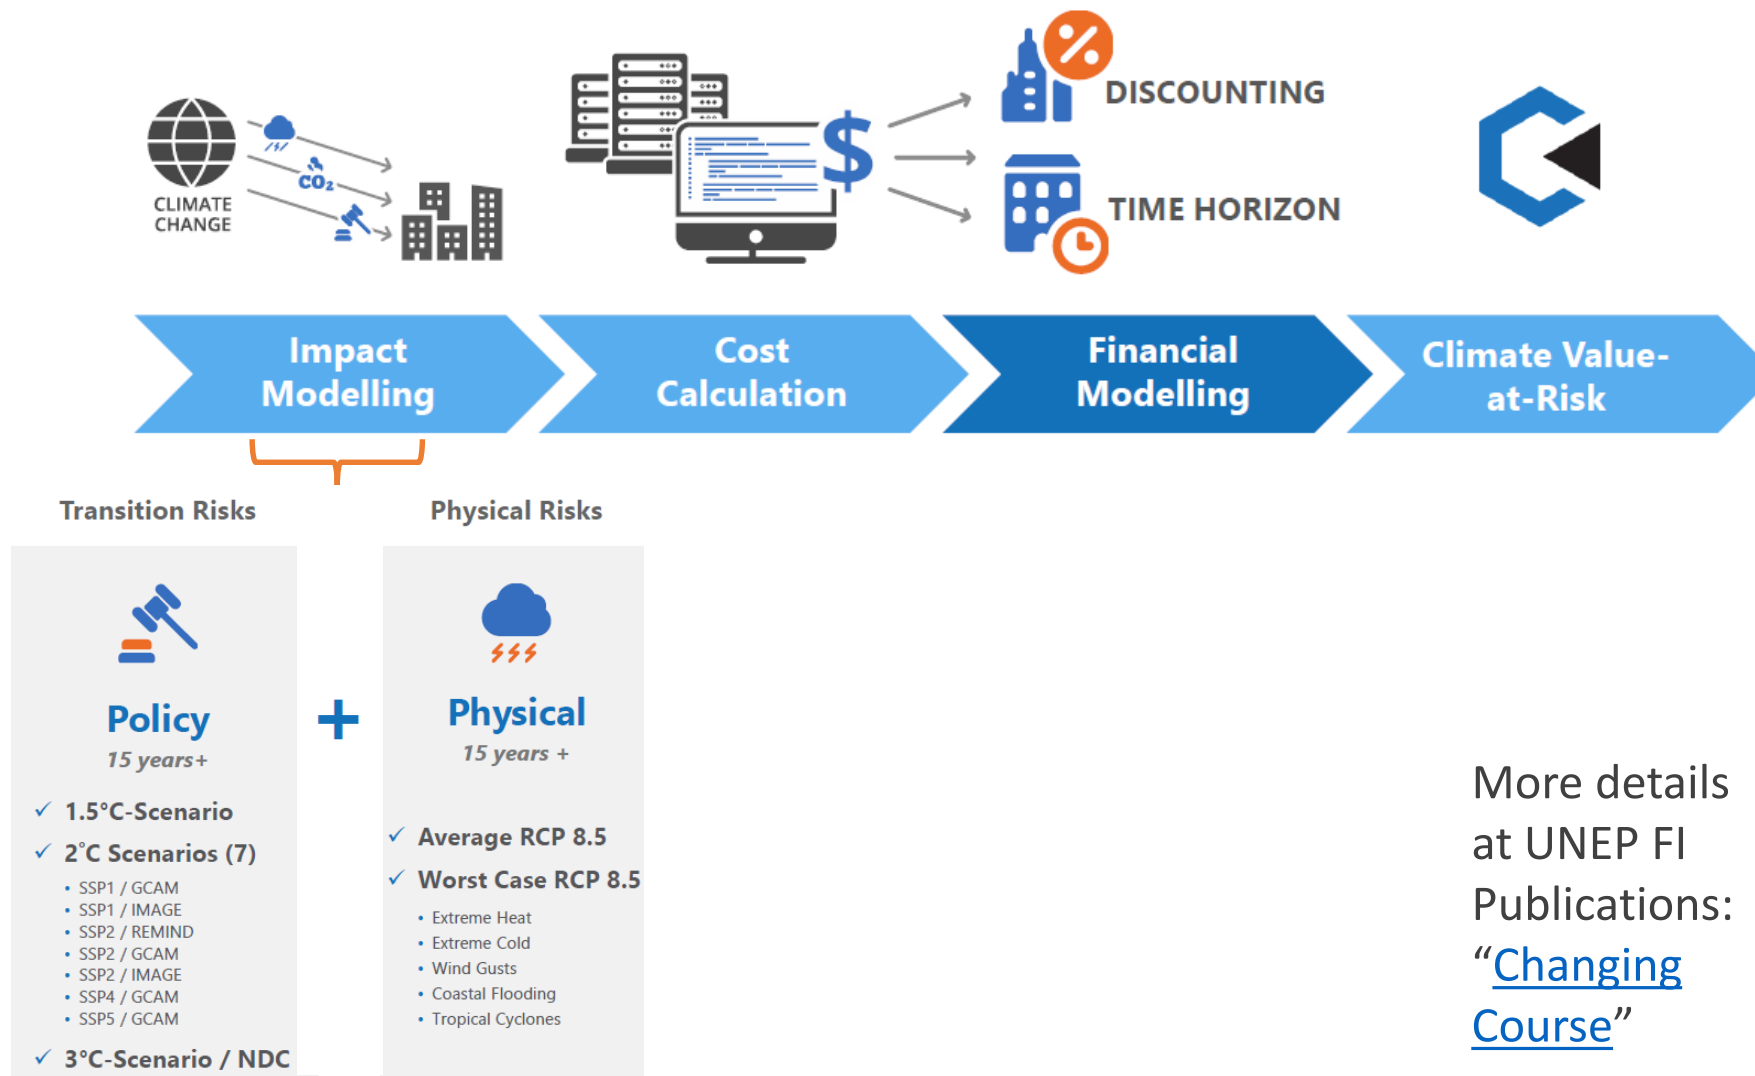 CLIMATE
CHANGE
CO₂
$
%
DISCOUNTING
TIME HORIZON
Impact
Modelling
Cost
Calculation
Financial
Modelling
Climate Value-
at-Risk
Transition Risks
Policy
15 years+
✓ 1.5°C-Scenario
✓ 2°C Scenarios (7)
• SSP1 / GCAM
• SSP1 / IMAGE
• SSP2 / REMIND
• SSP2 / GCAM
• SSP2 / IMAGE
• SSP4 / GCAM
• SSP5 / GCAM
✓ 3°C-Scenario / NDC
+
Physical Risks
Physical
15 years +
✓ Average RCP 8.5
✓ Worst Case RCP 8.5
• Extreme Heat
• Extreme Cold
• Wind Gusts
• Coastal Flooding
• Tropical Cyclones
More details
at UNEP FI
Publications:
“Changing
Course”